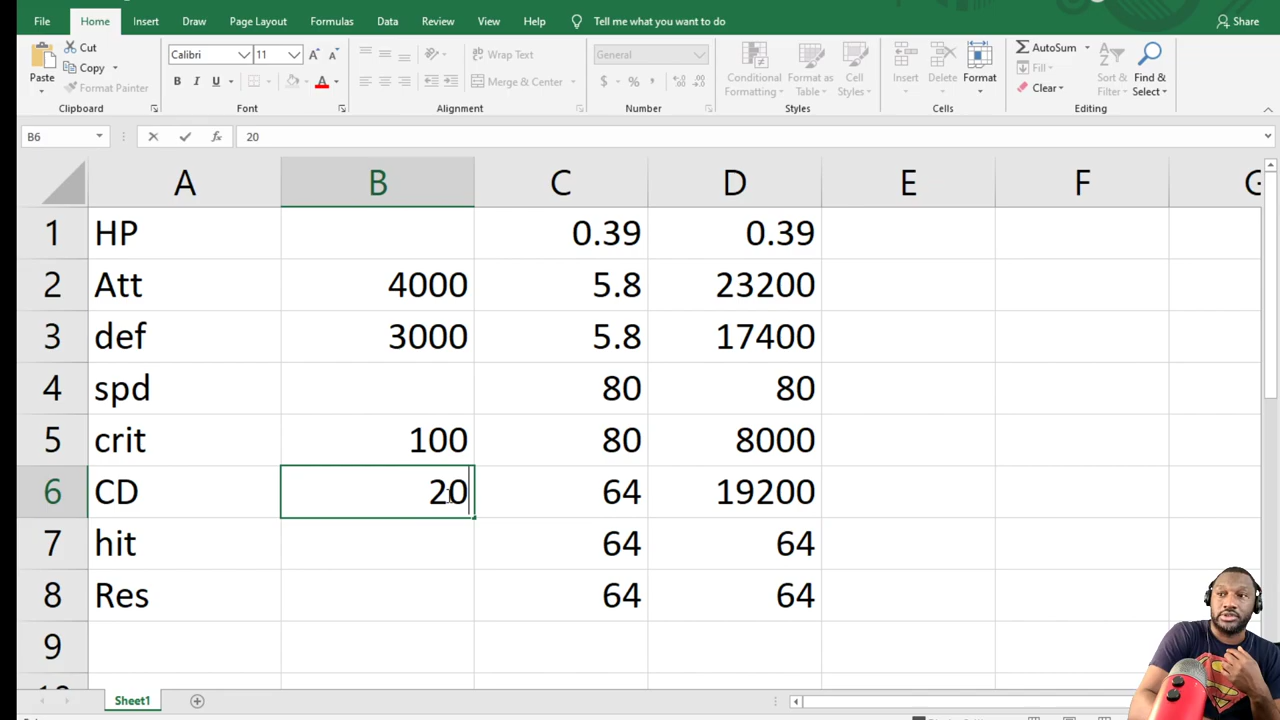 File Home Insert Draw Page Layout Formulas Data Review View Help Tell me what you want to do Share
Paste Cut Copy Format Painter Clipboard
Calibri 11 A A B I U A Font
Wrap Text Merge & Center Alignment
General $ % , Number
Conditional Formatting Format as Table Cell Styles Styles
Insert Delete Format Cells
AutoSum Fill Clear Sort & Filter Find & Select Editing
B6 fx 20
A B C D E F G
1 HP 0.39 0.39
2 Att 4000 5.8 23200
3 def 3000 5.8 17400
4 spd 80 80
5 crit 100 80 8000
6 CD 20 64 19200
7 hit 64 64
8 Res 64 64
9
10
Sheet1